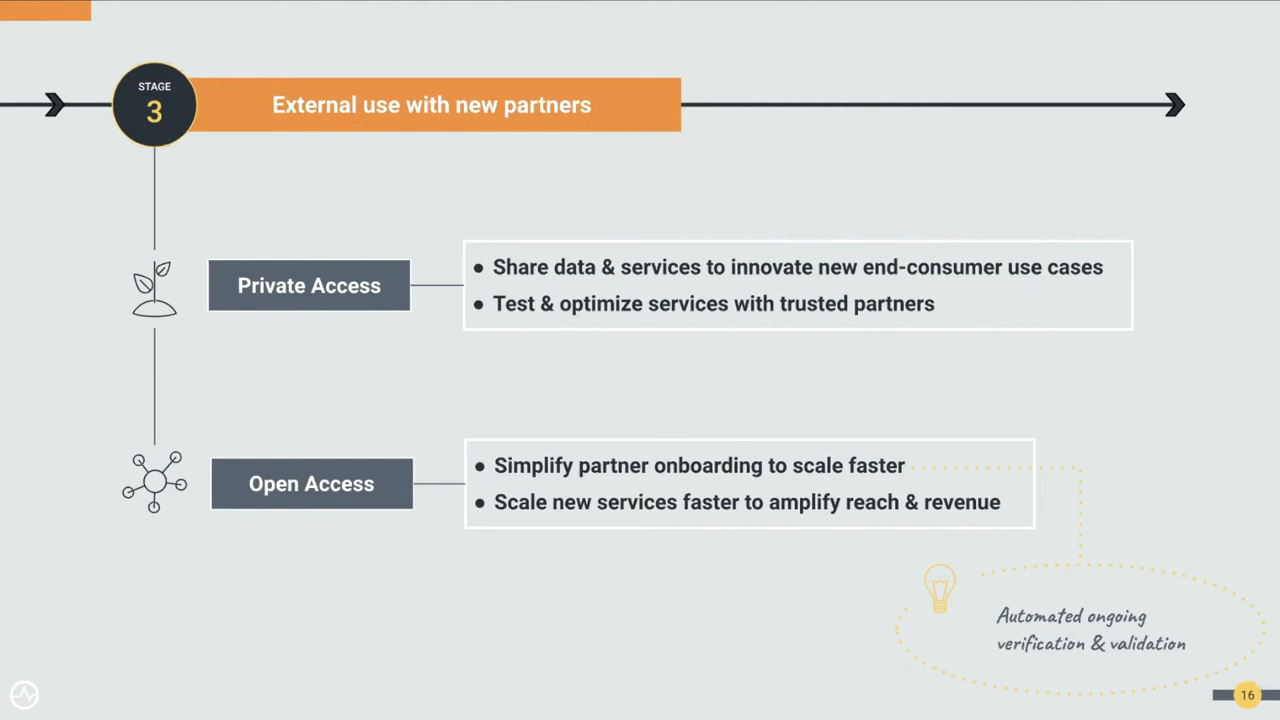 STAGE
3
External use with new partners
Private Access
● Share data & services to innovate new end-consumer use cases
● Test & optimize services with trusted partners
Open Access
● Simplify partner onboarding to scale faster
● Scale new services faster to amplify reach & revenue
Automated ongoing
verification & validation
16